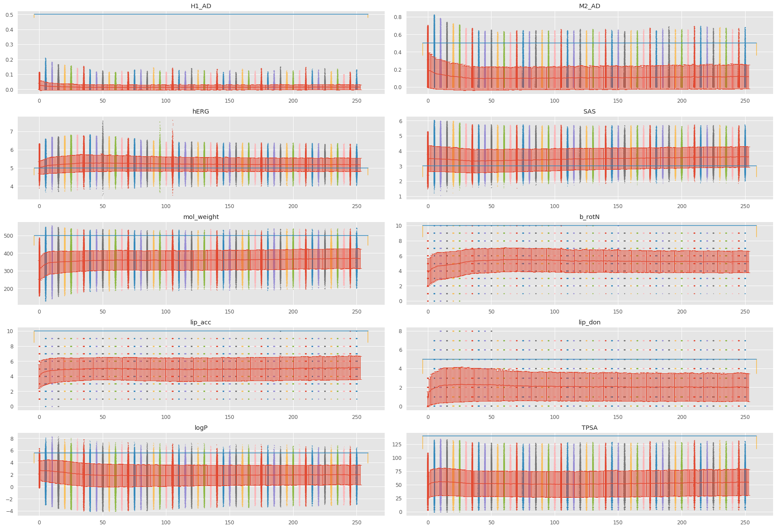 H1_AD
0.5
0.4
0.3
0.2
0.1
0.0
0 50 100 150 200 250
M2_AD
0.8
0.6
0.4
0.2
0.0
0 50 100 150 200 250
hERG
7
6
5
4
0 50 100 150 200 250
SAS
6
5
4
3
2
1
0 50 100 150 200 250
mol_weight
500
400
300
200
0 50 100 150 200 250
b_rotN
10
8
6
4
2
0
0 50 100 150 200 250
lip_acc
10
8
6
4
2
0
0 50 100 150 200 250
lip_don
8
6
4
2
0
0 50 100 150 200 250
logP
8
6
4
2
0
−2
−4
0 50 100 150 200 250
TPSA
125
100
75
50
25
0
0 50 100 150 200 250